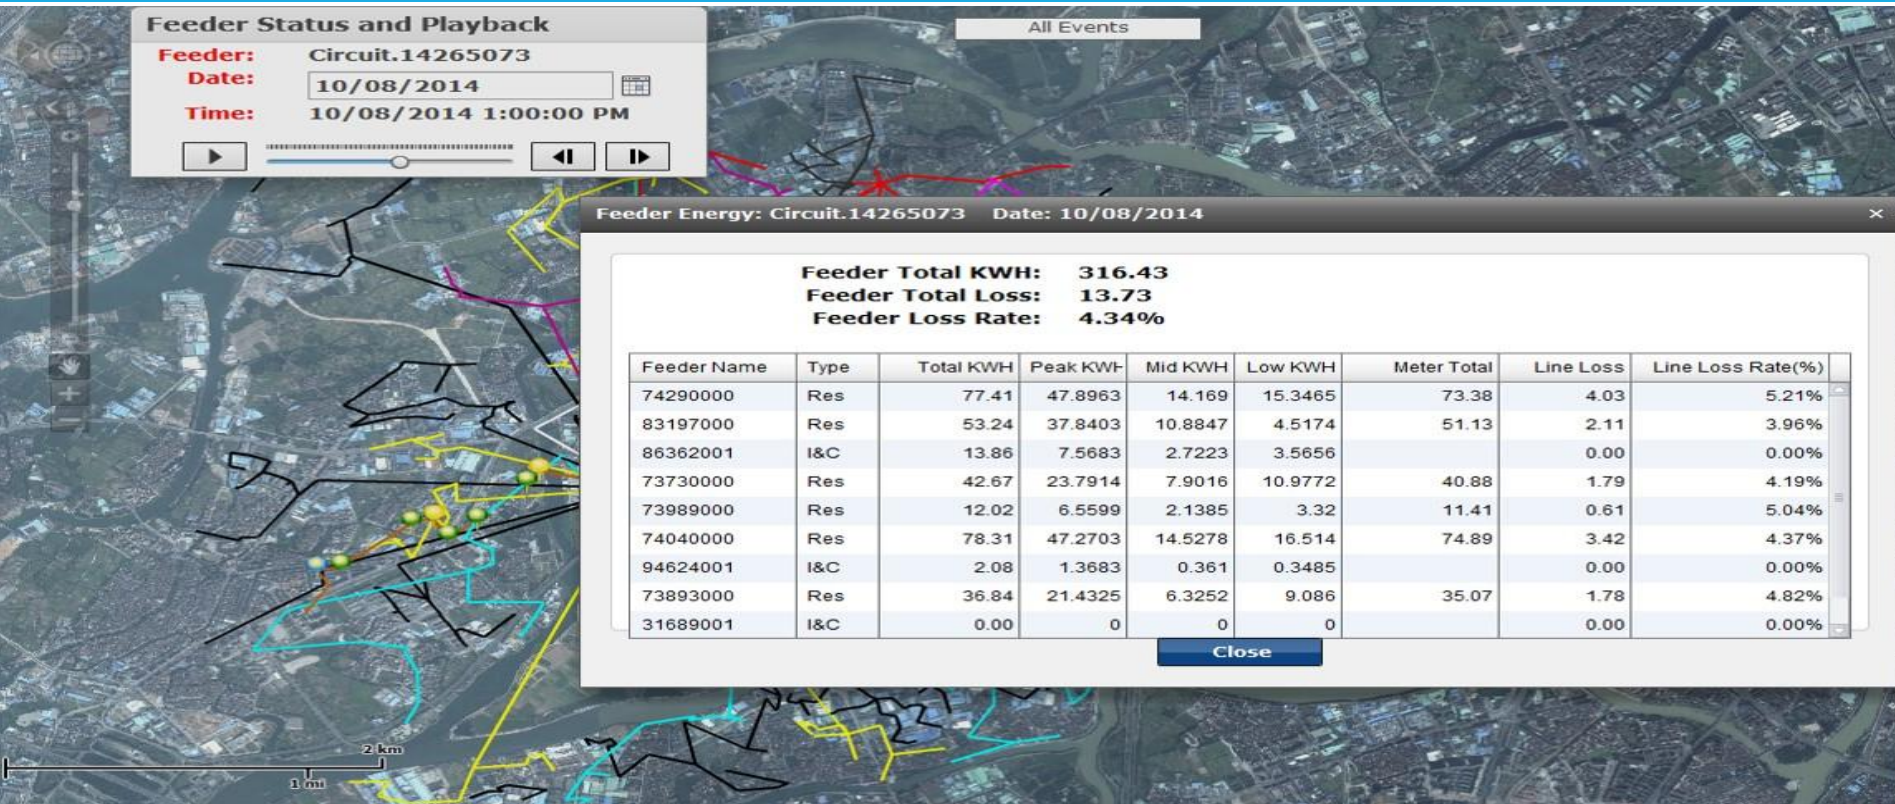 Feeder Status and Playback
Feeder: Circuit.14265073
Date: 10/08/2014
Time: 10/08/2014 1:00:00 PM
All Events
Feeder Energy: Circuit.14265073 Date: 10/08/2014
Feeder Total KWH: 316.43
Feeder Total Loss: 13.73
Feeder Loss Rate: 4.34%
Feeder Name Type Total KWH Peak KWH Mid KWH Low KWH Meter Total Line Loss Line Loss Rate(%)
74290000 Res 77.41 47.8963 14.169 15.3465 73.38 4.03 5.21%
83197000 Res 53.24 37.8403 10.8847 4.5174 51.13 2.11 3.96%
86362001 I&C 13.86 7.5683 2.7223 3.5656 0.00 0.00%
73730000 Res 42.67 23.7914 7.9016 10.9772 40.88 1.79 4.19%
73989000 Res 12.02 6.5599 2.1385 3.32 11.41 0.61 5.04%
74040000 Res 78.31 47.2703 14.5278 16.514 74.89 3.42 4.37%
94624001 I&C 2.08 1.3683 0.361 0.3485 0.00 0.00%
73893000 Res 36.84 21.4325 6.3252 9.086 35.07 1.78 4.82%
31689001 I&C 0.00 0 0 0 0.00 0.00%
Close
2 km
1 mi